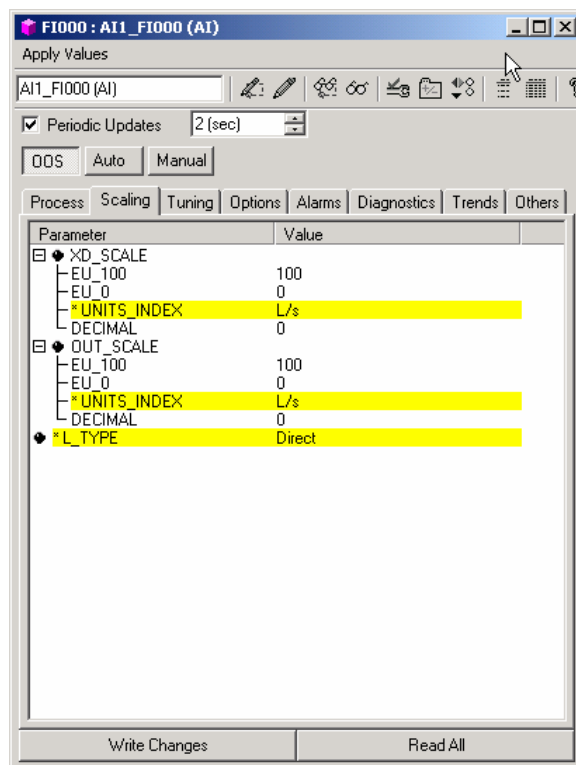 FI000 : AI1_FI000 (AI)
Apply Values
AI1_FI000 (AI)
Periodic Updates 2 (sec)
OOS Auto Manual
Process Scaling Tuning Options Alarms Diagnostics Trends Others
Parameter Value
XD_SCALE
EU_100 100
EU_0 0
* UNITS_INDEX L/s
DECIMAL 0
OUT_SCALE
EU_100 100
EU_0 0
* UNITS_INDEX L/s
DECIMAL 0
* L_TYPE Direct
Write Changes Read All